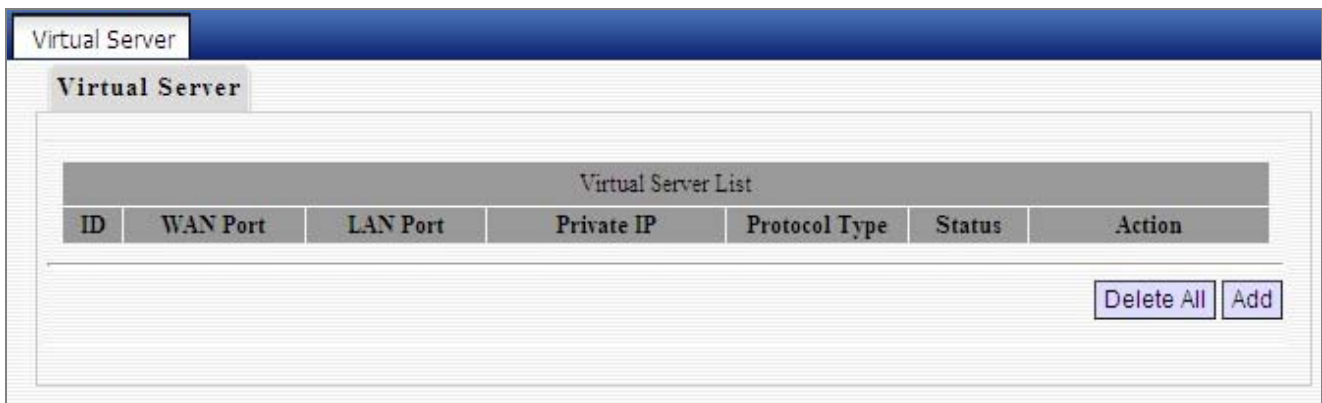 Virtual Server
Virtual Server
Virtual Server List
ID WAN Port LAN Port Private IP Protocol Type Status Action
Delete All Add